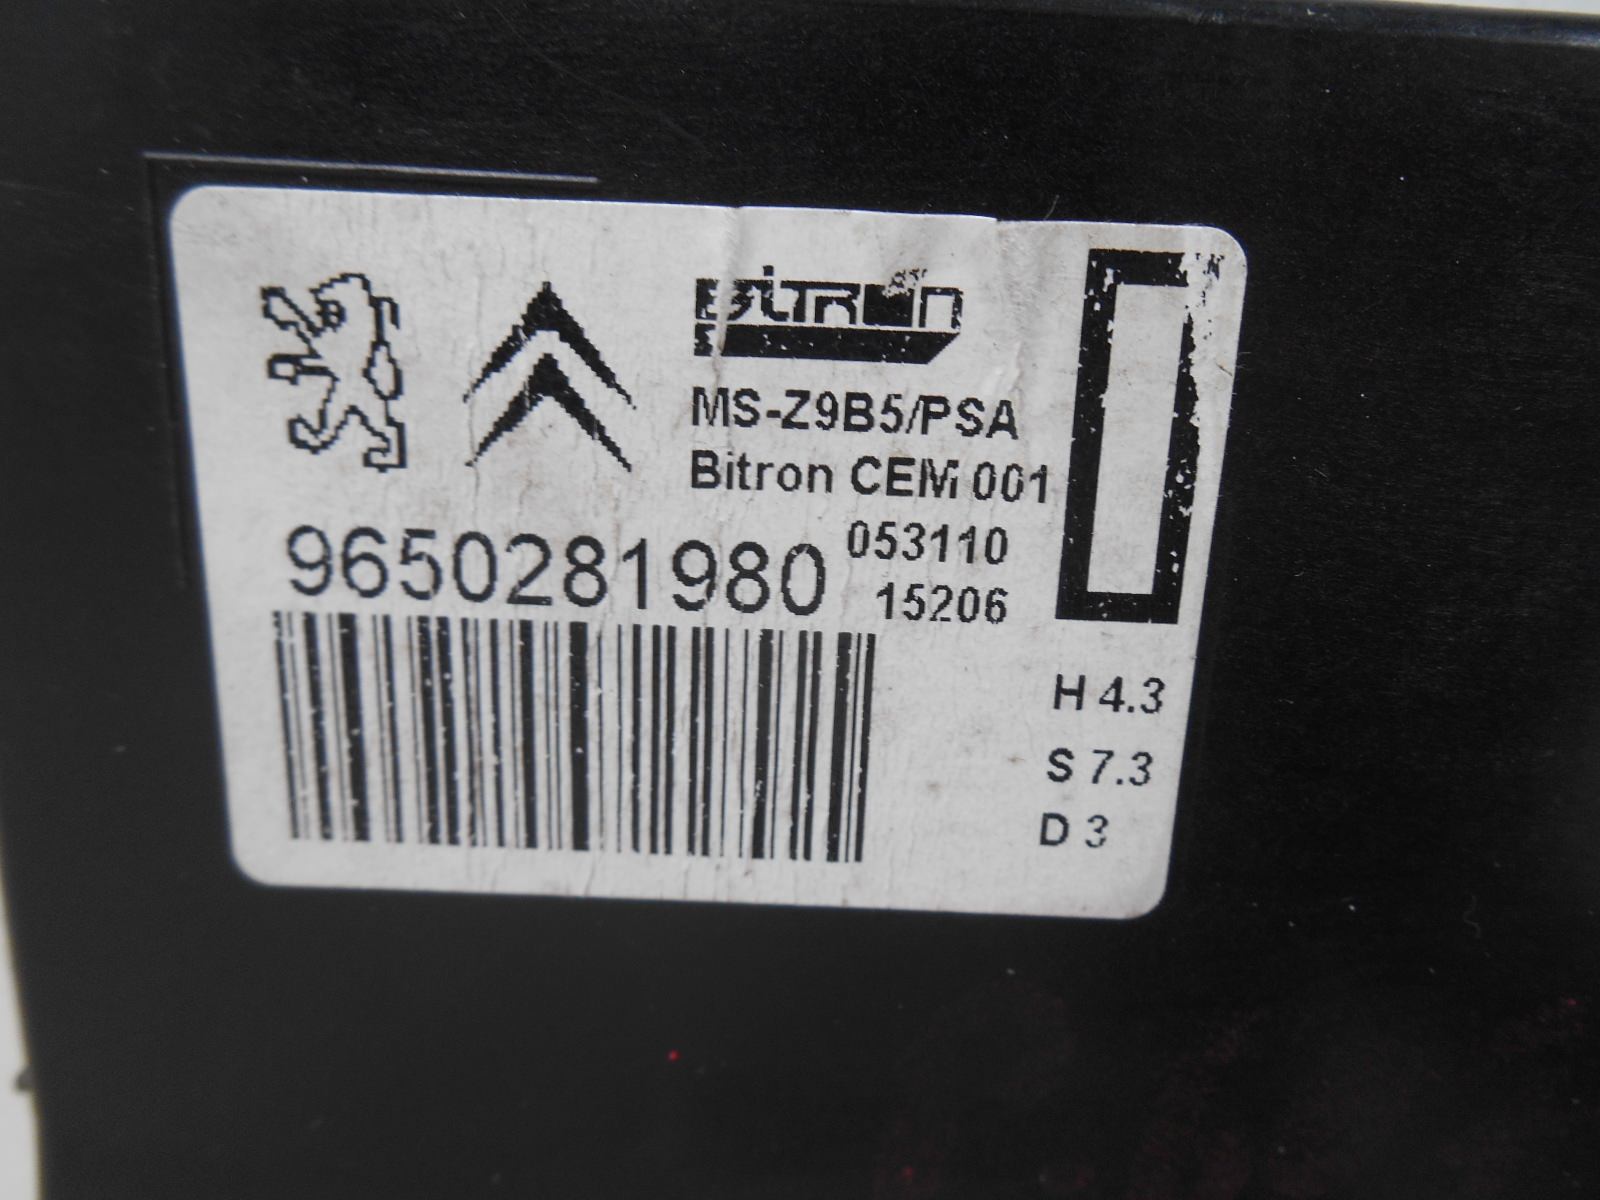 BiTRON
MS-Z9B5/PSA
Bitron CEM 001
9650281980
053110
15206
H 4.3
S 7.3
D 3